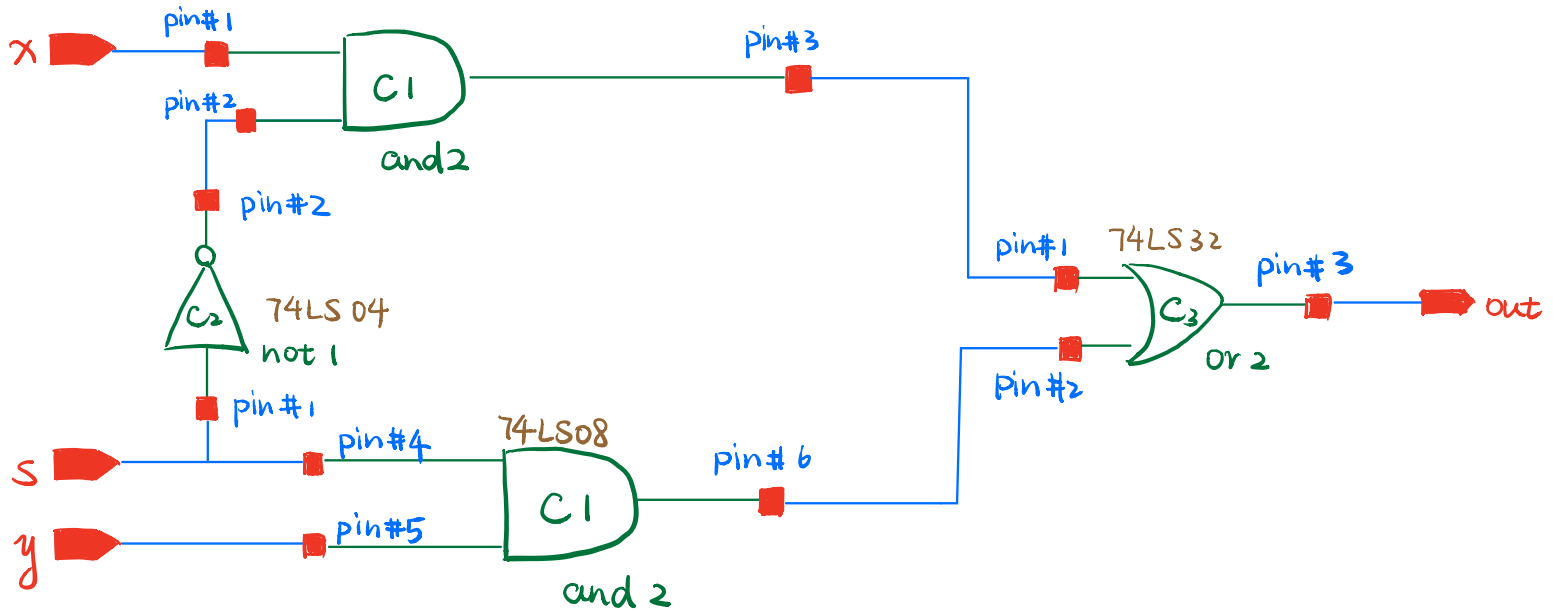 pin#1
x
C1
pin#3
pin#2
and2
pin#2
74LS32
pin#1
pin#3
C2
74LS04
C3
out
not 1
or 2
pin#2
pin#1
74LS08
pin#4
pin#6
s
C1
pin#5
y
and 2